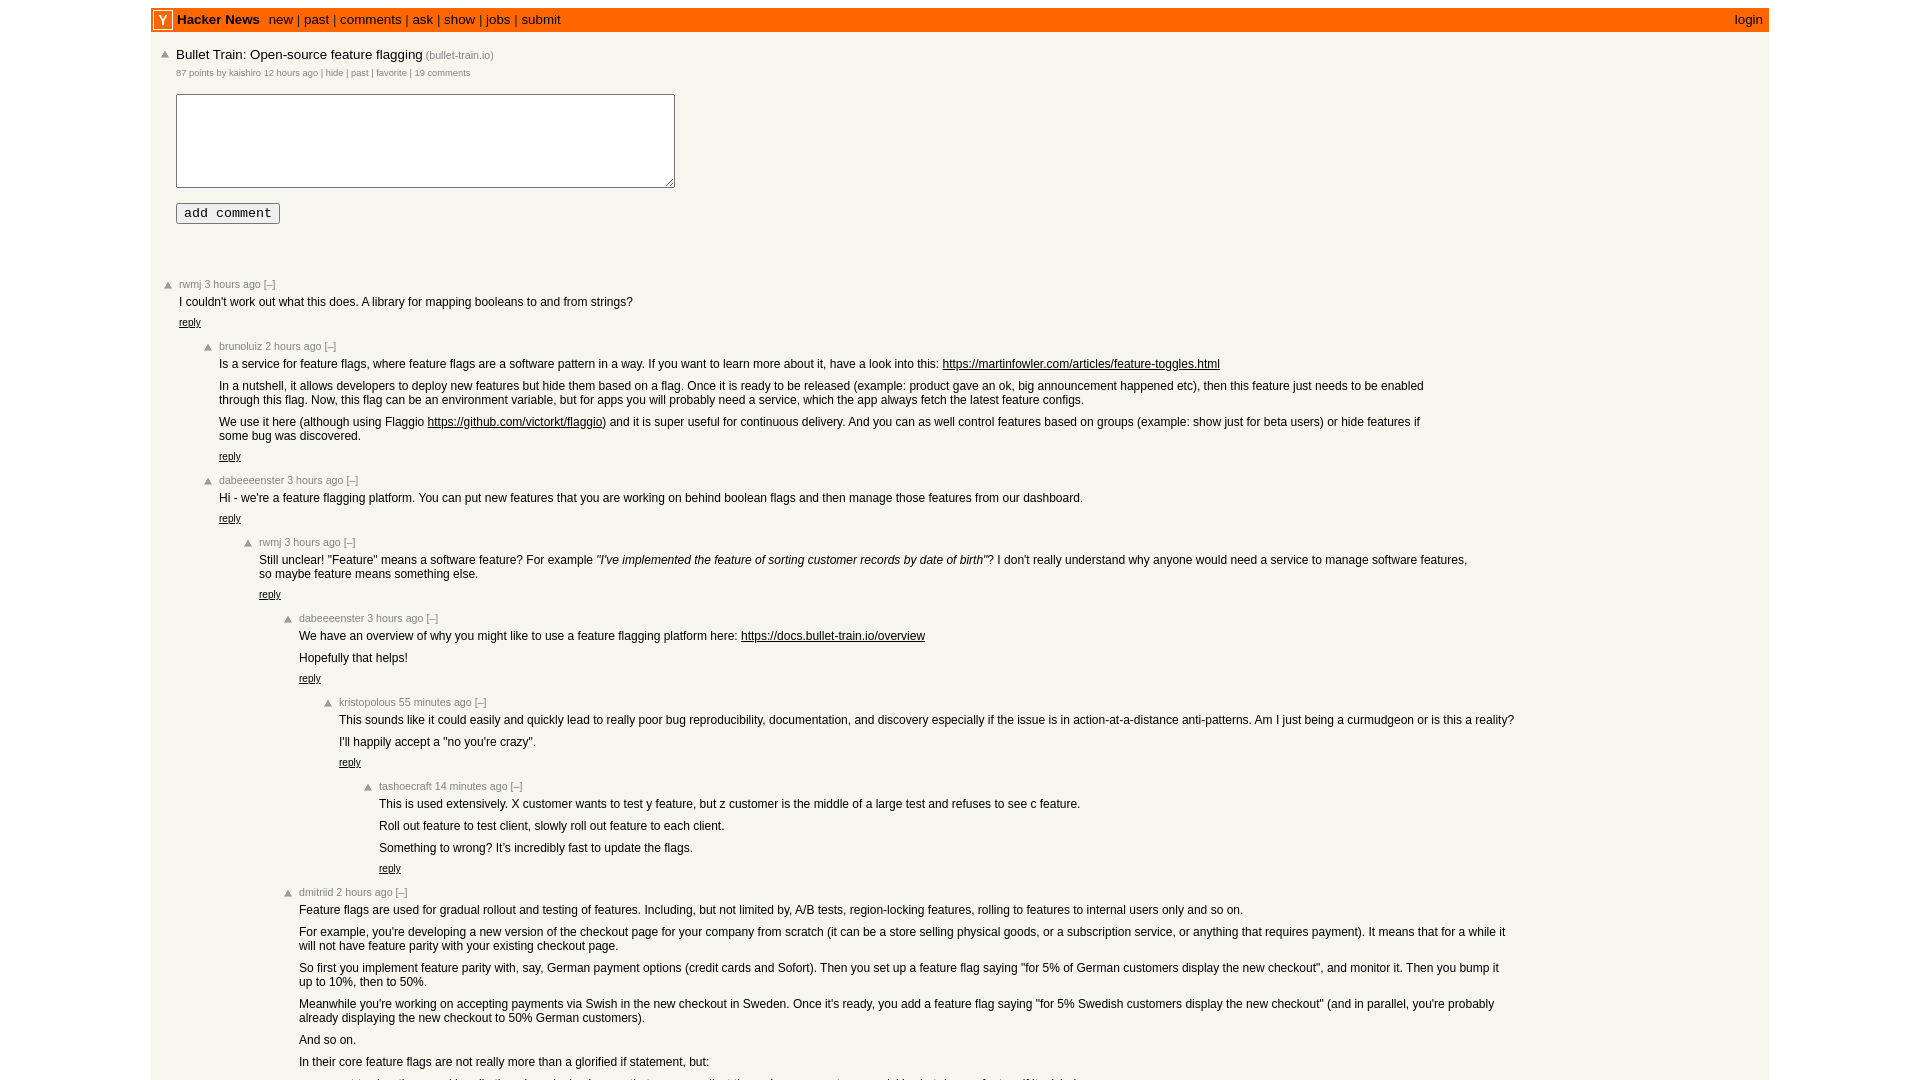 Y Hacker News new | past | comments | ask | show | jobs | submit login
Bullet Train: Open-source feature flagging (bullet-train.io)
87 points by kaishiro 12 hours ago | hide | past | favorite | 19 comments
add comment
rwmj 3 hours ago [–]
I couldn't work out what this does. A library for mapping booleans to and from strings?
reply
brunoluiz 2 hours ago [–]
Is a service for feature flags, where feature flags are a software pattern in a way. If you want to learn more about it, have a look into this: https://martinfowler.com/articles/feature-toggles.html
In a nutshell, it allows developers to deploy new features but hide them based on a flag. Once it is ready to be released (example: product gave an ok, big announcement happened etc), then this feature just needs to be enabled
through this flag. Now, this flag can be an environment variable, but for apps you will probably need a service, which the app always fetch the latest feature configs.
We use it here (although using Flaggio https://github.com/victorkt/flaggio) and it is super useful for continuous delivery. And you can as well control features based on groups (example: show just for beta users) or hide features if
some bug was discovered.
reply
dabeeeenster 3 hours ago [–]
Hi - we're a feature flagging platform. You can put new features that you are working on behind boolean flags and then manage those features from our dashboard.
reply
rwmj 3 hours ago [–]
Still unclear! "Feature" means a software feature? For example "I've implemented the feature of sorting customer records by date of birth"? I don't really understand why anyone would need a service to manage software features,
so maybe feature means something else.
reply
dabeeeenster 3 hours ago [–]
We have an overview of why you might like to use a feature flagging platform here: https://docs.bullet-train.io/overview
Hopefully that helps!
reply
kristopolous 55 minutes ago [–]
This sounds like it could easily and quickly lead to really poor bug reproducibility, documentation, and discovery especially if the issue is in action-at-a-distance anti-patterns. Am I just being a curmudgeon or is this a reality?
I'll happily accept a "no you're crazy".
reply
tashoecraft 14 minutes ago [–]
This is used extensively. X customer wants to test y feature, but z customer is the middle of a large test and refuses to see c feature.
Roll out feature to test client, slowly roll out feature to each client.
Something to wrong? It's incredibly fast to update the flags.
reply
dmitriid 2 hours ago [–]
Feature flags are used for gradual rollout and testing of features. Including, but not limited by, A/B tests, region-locking features, rolling to features to internal users only and so on.
For example, you're developing a new version of the checkout page for your company from scratch (it can be a store selling physical goods, or a subscription service, or anything that requires payment). It means that for a while it
will not have feature parity with your existing checkout page.
So first you implement feature parity with, say, German payment options (credit cards and Sofort). Then you set up a feature flag saying "for 5% of German customers display the new checkout", and monitor it. Then you bump it
up to 10%, then to 50%.
Meanwhile you're working on accepting payments via Swish in the new checkout in Sweden. Once it's ready, you add a feature flag saying "for 5% Swedish customers display the new checkout" (and in parallel, you're probably
already displaying the new checkout to 50% German customers).
And so on.
In their core feature flags are not really more than a glorified if statement, but: